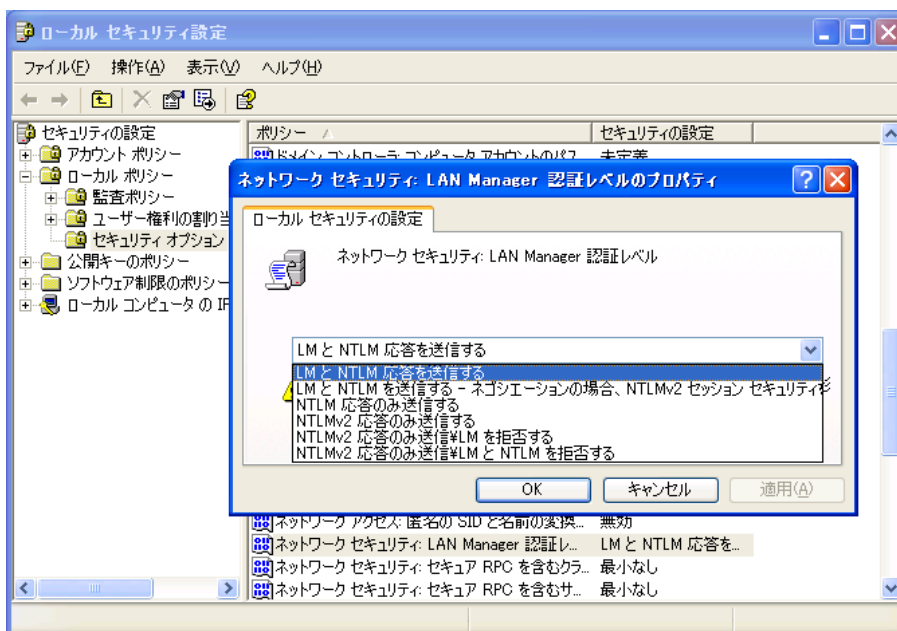 ローカル セキュリティ設定
ファイル(F) 操作(A) 表示(V) ヘルプ(H)
セキュリティの設定
アカウント ポリシー
ローカル ポリシー
監査ポリシー
ユーザー権利の割り当
セキュリティ オプション
公開キーのポリシー
ソフトウェア制限のポリシー
ローカル コンピュータ の IF
ポリシー セキュリティの設定
ドメイン コントローラ: コンピュータ アカウントのパス 未定義
ネットワーク セキュリティ: LAN Manager 認証レベルのプロパティ
ローカル セキュリティの設定
ネットワーク セキュリティ: LAN Manager 認証レベル
LM と NTLM 応答を送信する
LM と NTLM 応答を送信する
LM と NTLM を送信する - ネゴシエーションの場合、NTLMv2 セッション セキュリティを
NTLM 応答のみ送信する
NTLMv2 応答のみ送信する
NTLMv2 応答のみ送信¥LM を拒否する
NTLMv2 応答のみ送信¥LM と NTLM を拒否する
OK キャンセル 適用(A)
ネットワーク アクセス: 匿名の SID と名前の変換... 無効
ネットワーク セキュリティ: LAN Manager 認証レ... LM と NTLM 応答を...
ネットワーク セキュリティ: セキュア RPC を含むクラ... 最小なし
ネットワーク セキュリティ: セキュア RPC を含むサ... 最小なし